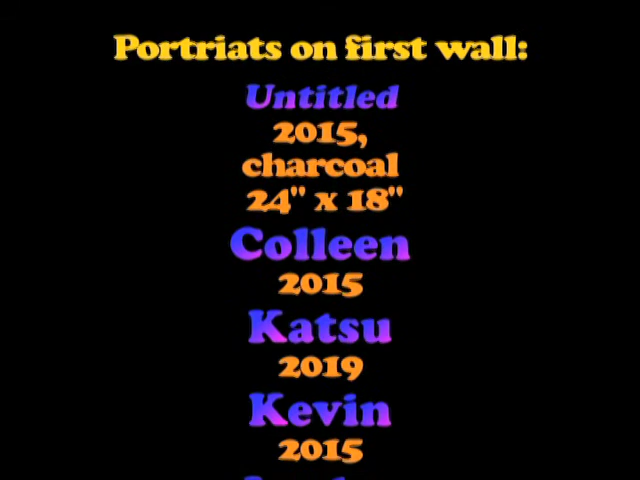 Portriats on first wall:
Untitled
2015,
charcoal
24" x 18"
Colleen
2015
Katsu
2019
Kevin
2015